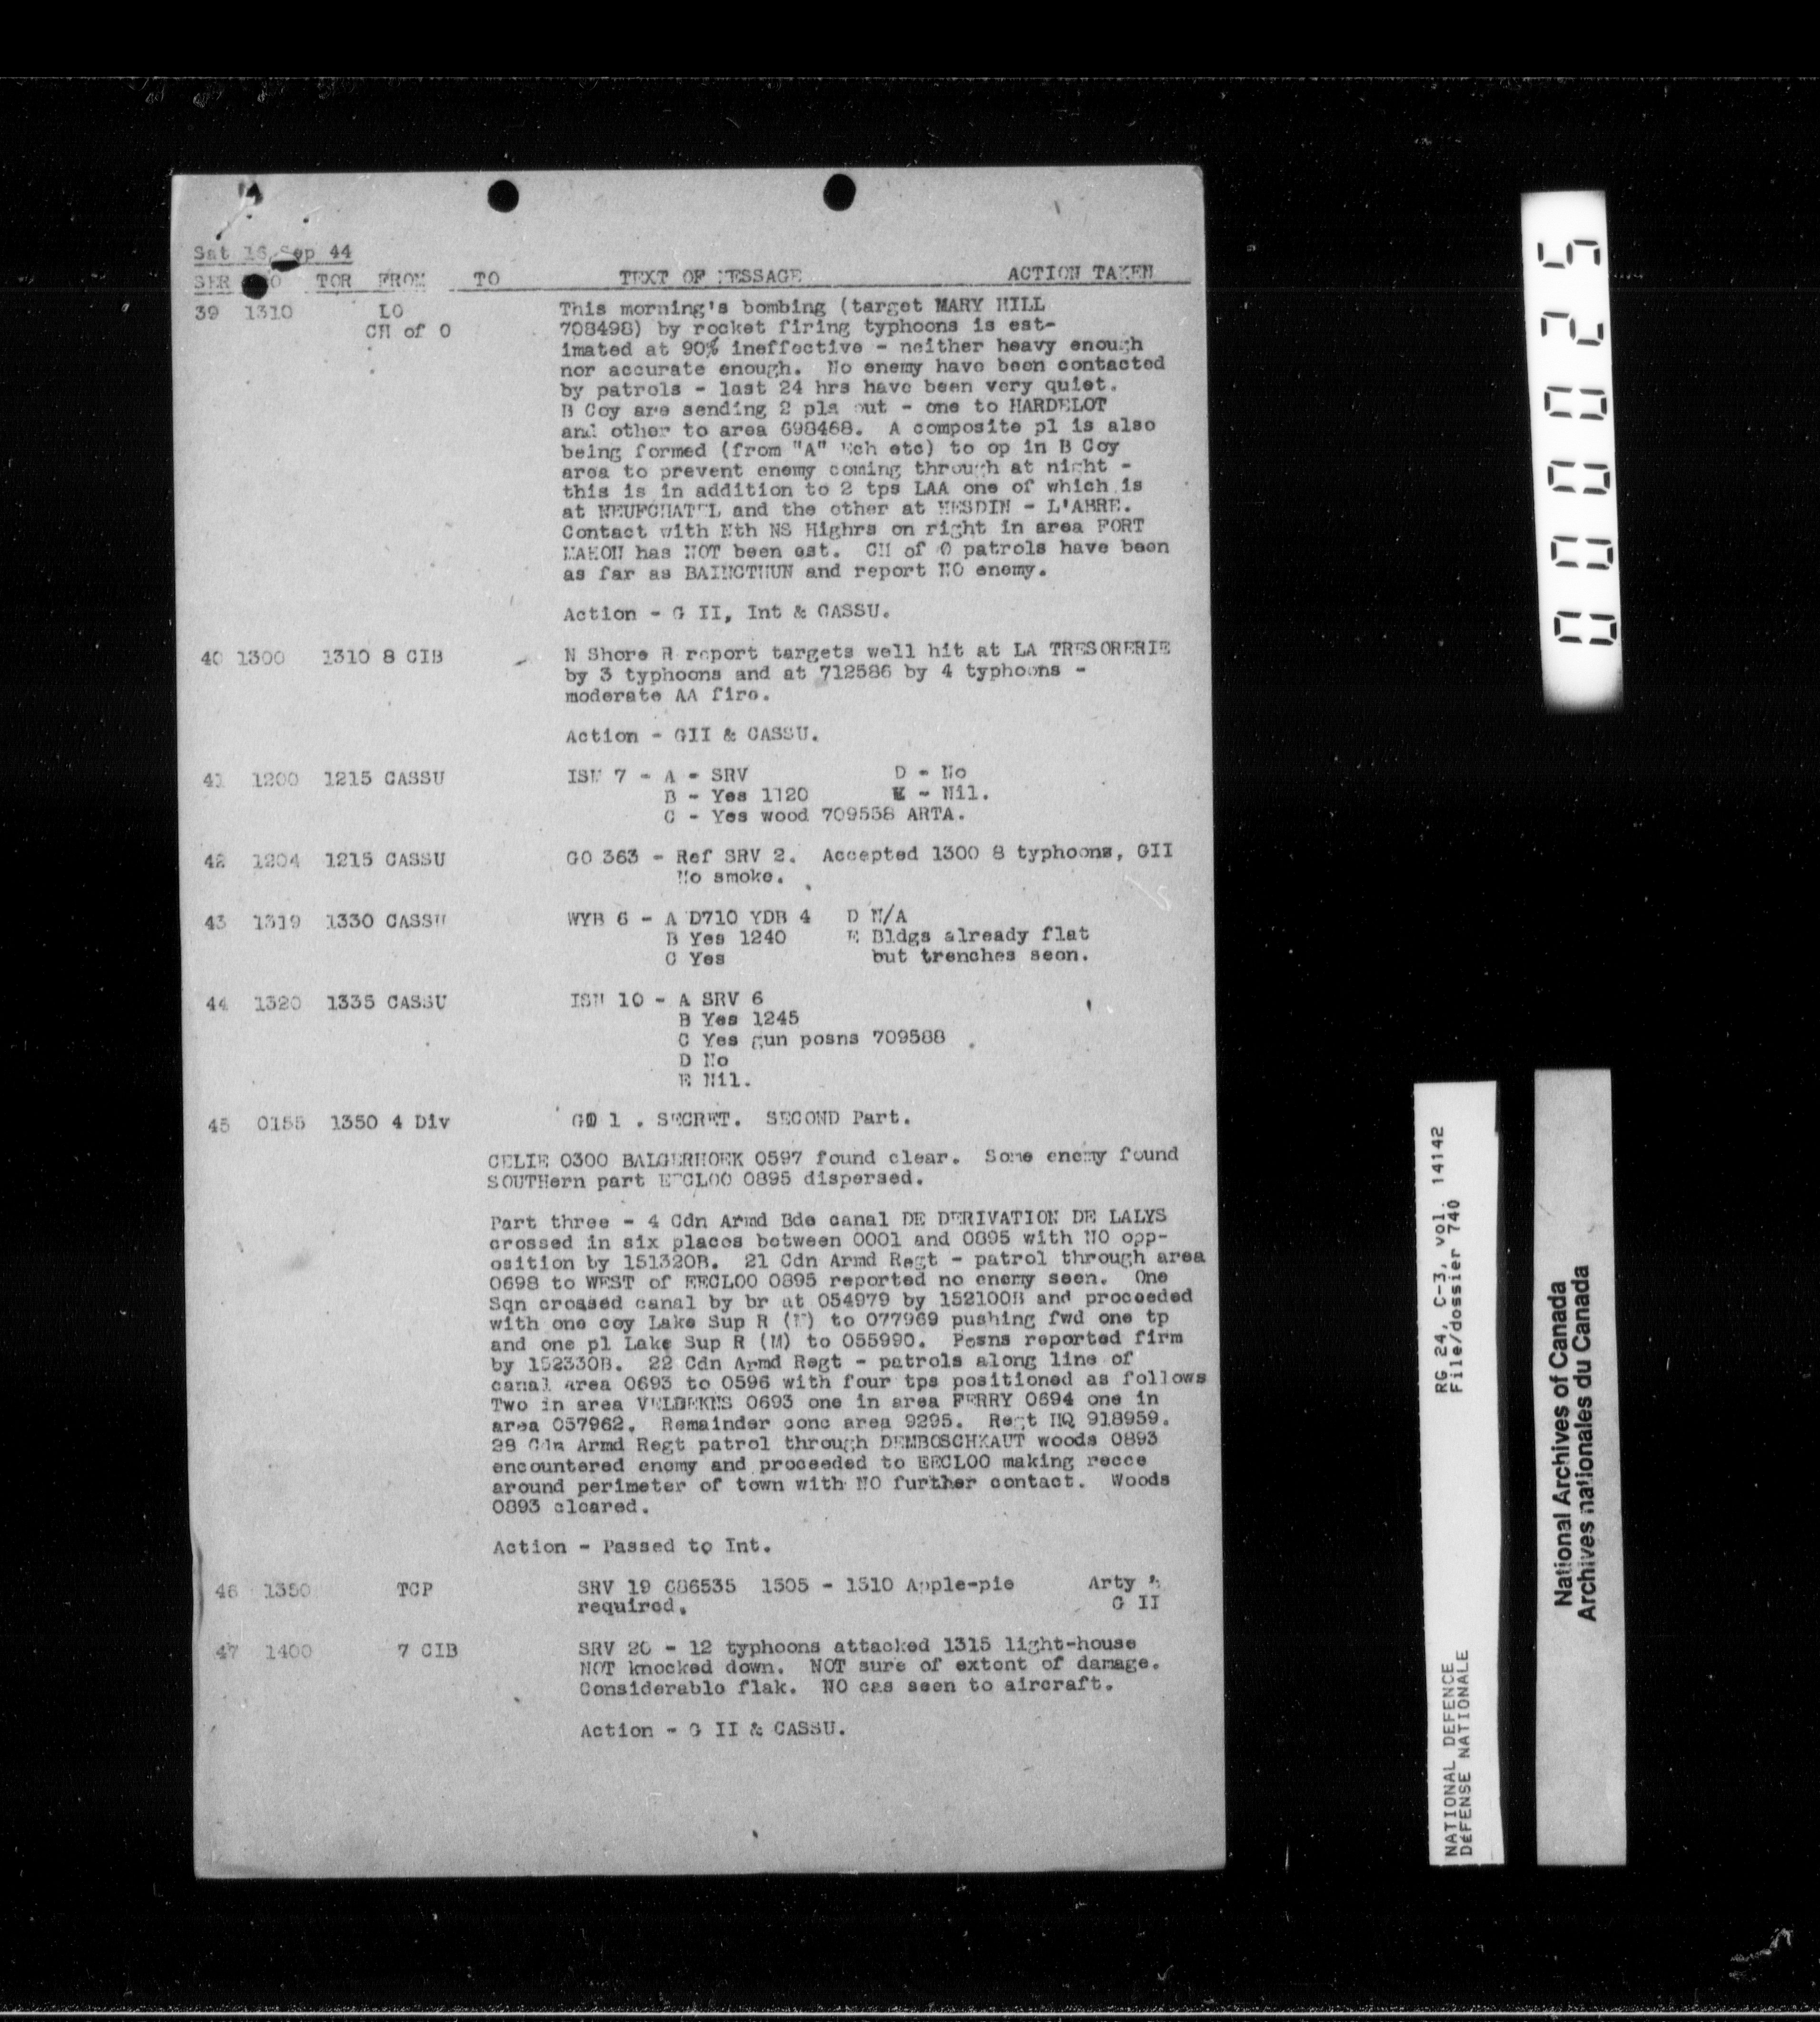 Sat 16 Sep 44
SER TOR FROM TO TEXT OF MESSAGE ACTION TAKEN
39 1310 LO This morning's bombing (target MARY HILL
CH of O 708498) by rocket firing typhoons is est-
imated at 90% ineffective - neither heavy enough
nor accurate enough. No enemy have been contacted
by patrols - last 24 hrs have been very quiet.
B Coy are sending 2 pls out - one to HARDELOT
and other to area 698468. A composite pl is also
being formed (from "A" Ech etc) to op in B Coy
area to prevent enemy coming through at night -
this is in addition to 2 tps LAA one of which is
at NEUFCHATEL and the other at HESDIN - L'ABRE.
Contact with Nth NS Highrs on right in area FORT
MAHON has NOT been est. CH of O patrols have been
as far as BAINCTHUN and report NO enemy.
Action - G II, Int & CASSU.
40 1300 1310 8 CIB N Shore R report targets well hit at LA TRESORERIE
by 3 typhoons and at 712586 by 4 typhoons -
moderate AA fire.
Action - GII & CASSU.
41 1200 1215 CASSU ISN 7 - A - SRV D - No
B - Yes 1120 E - Nil.
C - Yes wood 709558 ARTA.
42 1204 1215 CASSU GO 363 - Ref SRV 2. Accepted 1300 8 typhoons, GII
No smoke.
43 1319 1330 CASSU WYB 6 - A D710 YDB 4 D N/A
B Yes 1240 E Bldgs already flat
C Yes but trenches seen.
44 1320 1335 CASSU ISN 10 - A SRV 6
B Yes 1245
C Yes gun posns 709588
D No
E Nil.
45 0155 1350 4 Div GO 1 . SECRET. SECOND Part.
CELIE 0300 BALGERHOEK 0597 found clear. Some enemy found
SOUTHern part EECLOO 0895 dispersed.
Part three - 4 Cdn Armd Bde canal DE DERIVATION DE LALYS
crossed in six places between 0001 and 0895 with NO opp-
osition by 151320B. 21 Cdn Armd Regt - patrol through area
0698 to WEST of EECLOO 0895 reported no enemy seen. One
Sqn crossed canal by br at 054979 by 152100B and proceeded
with one coy Lake Sup R (M) to 077969 pushing fwd one tp
and one pl Lake Sup R (M) to 055990. Posns reported firm
by 152330B. 22 Cdn Armd Regt - patrols along line of
canal area 0693 to 0596 with four tps positioned as follows
Two in area VELDEKNS 0693 one in area FERRY 0694 one in
area 057962. Remainder conc area 9295. Regt HQ 918959.
28 Cdn Armd Regt patrol through DEMBOSCHKAUT woods 0893
encountered enemy and proceeded to EECLOO making recce
around perimeter of town with NO further contact. Woods
0893 cleared.
Action - Passed to Int.
46 1350 TCP SRV 19 C86535 1305 - 1310 Apple-pie Arty &
required. G II
47 1400 7 CIB SRV 20 - 12 typhoons attacked 1315 light-house
NOT knocked down. NOT sure of extent of damage.
Considerable flak. NO cas seen to aircraft.
Action - G II & CASSU.
000025
RG 24, C-3, vol. 14142
File/dossier 740
NATIONAL DEFENCE
DÉFENSE NATIONALE
National Archives of Canada
Archives nationales du Canada